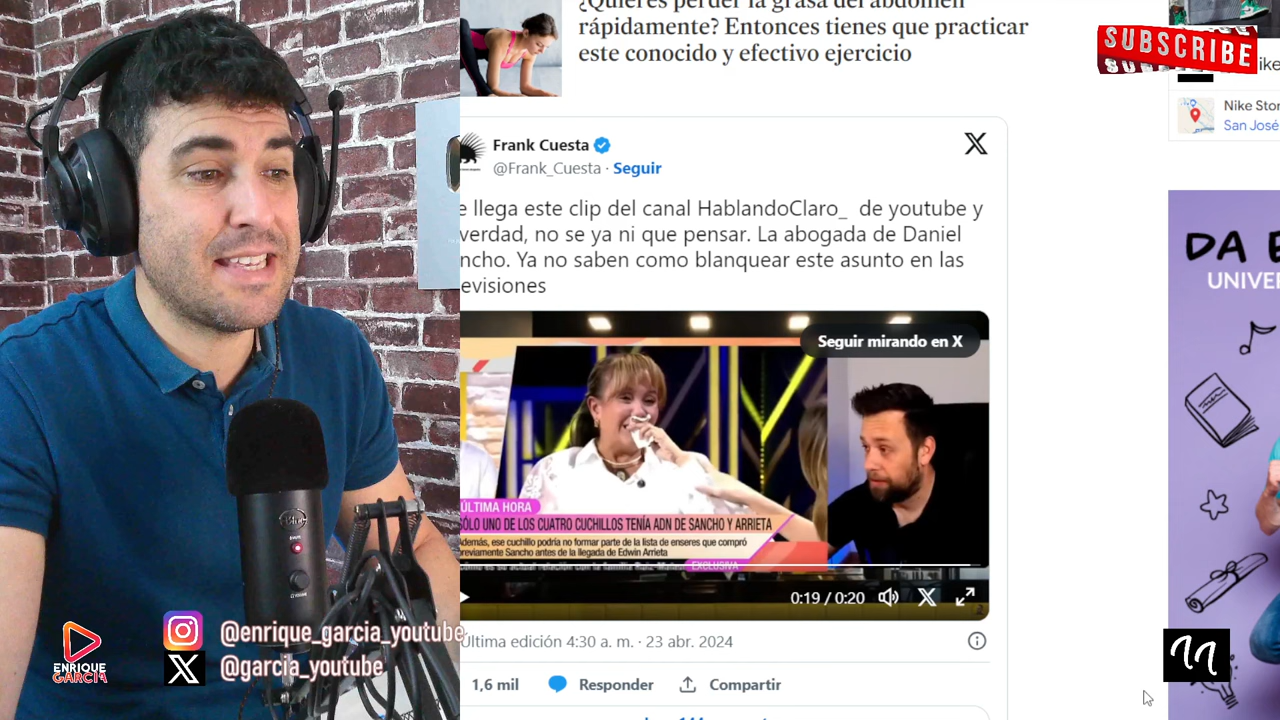 ¿Quieres perder la grasa del abdomen
rápidamente? Entonces tienes que practicar
este conocido y efectivo ejercicio
SUBSCRIBE
Nike Stor
San José
Frank Cuesta
@Frank_Cuesta · Seguir
e llega este clip del canal HablandoClaro_ de youtube y
verdad, no se ya ni que pensar. La abogada de Daniel
ncho. Ya no saben como blanquear este asunto en las
evisiones
Seguir mirando en X
ÚLTIMA HORA
SÓLO UNO DE LOS CUATRO CUCHILLOS TENÍA ADN DE SANCHO Y ARRIETA
Además, ese cuchillo podría no formar parte de la lista de enseres que compró
previamente Sancho antes de la llegada de Edwin Arrieta
EXCLUSIVA
0:19 / 0:20
Última edición 4:30 a. m. · 23 abr. 2024
1,6 mil
Responder
Compartir
DA E
UNIVER
ENRIQUE
GARCIA
@enrique_garcia_youtube
@garcia_youtube